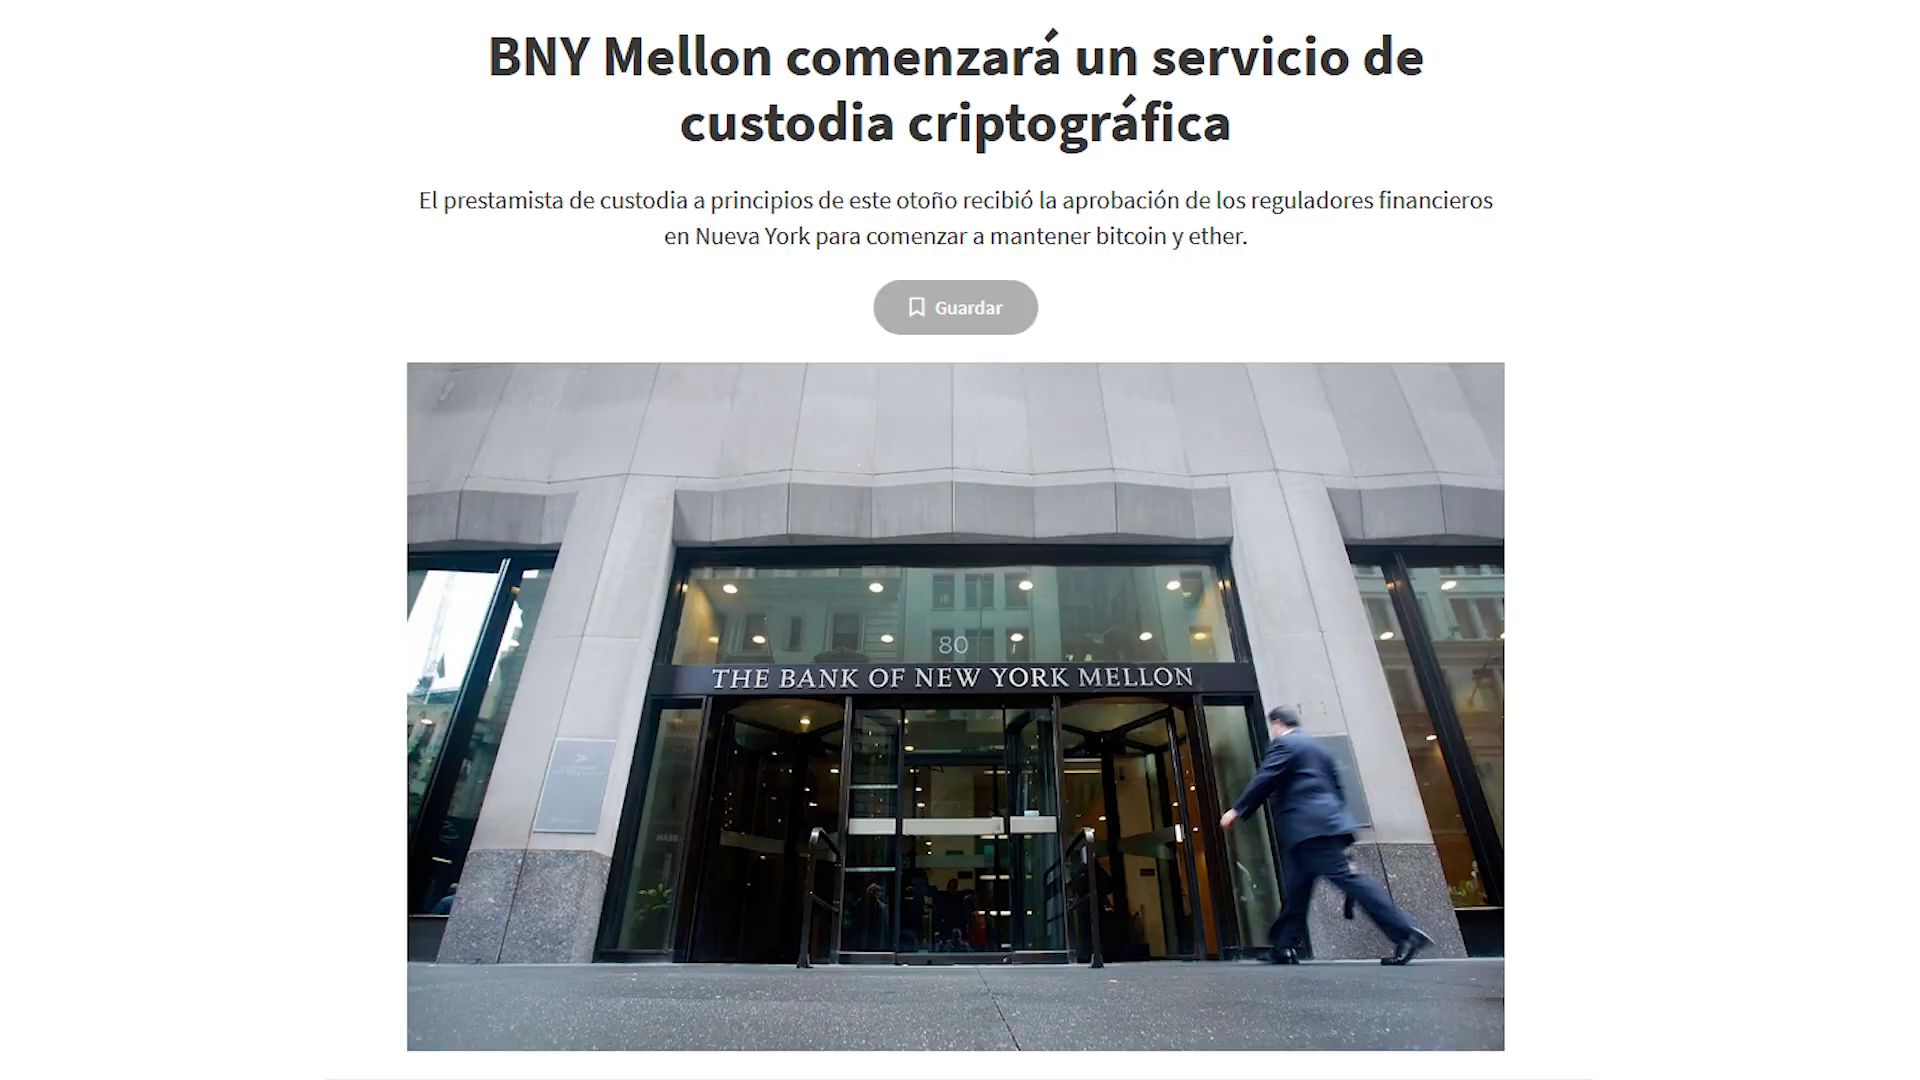 BNY Mellon comenzará un servicio de
custodia criptográfica
El prestamista de custodia a principios de este otoño recibió la aprobación de los reguladores financieros
en Nueva York para comenzar a mantener bitcoin y ether.
Guardar
80
THE BANK OF NEW YORK MELLON